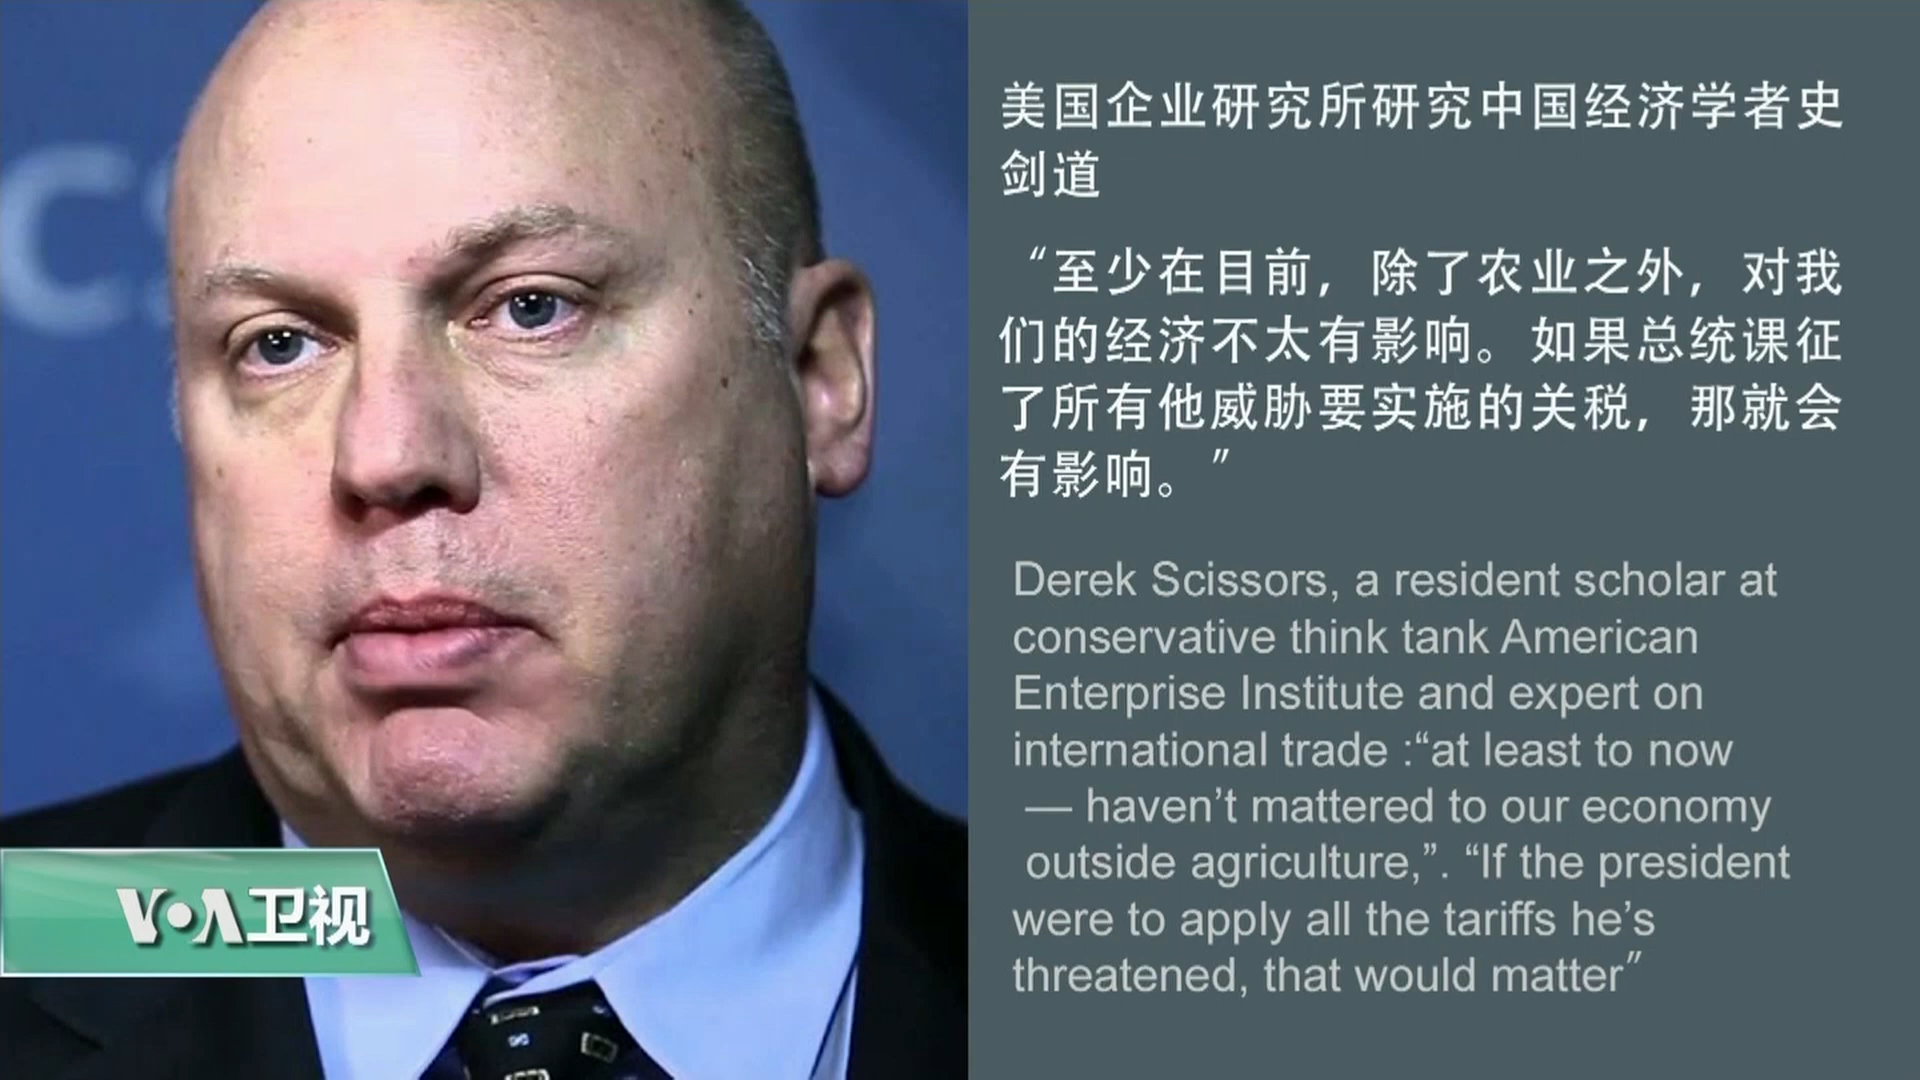 美国企业研究所研究中国经济学者史
剑道
“至少在目前，除了农业之外，对我
们的经济不太有影响。如果总统课征
了所有他威胁要实施的关税，那就会
有影响。”
Derek Scissors, a resident scholar at
conservative think tank American
Enterprise Institute and expert on
international trade :“at least to now
— haven’t mattered to our economy
outside agriculture,”. “If the president
were to apply all the tariffs he’s
threatened, that would matter”
VOA卫视